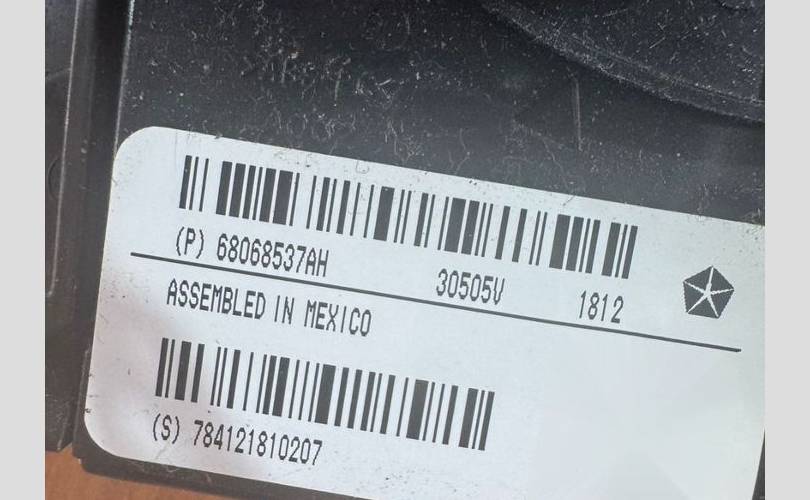 (P) 68068537AH 30505V 1812
ASSEMBLED IN MEXICO
(S) 784121810207